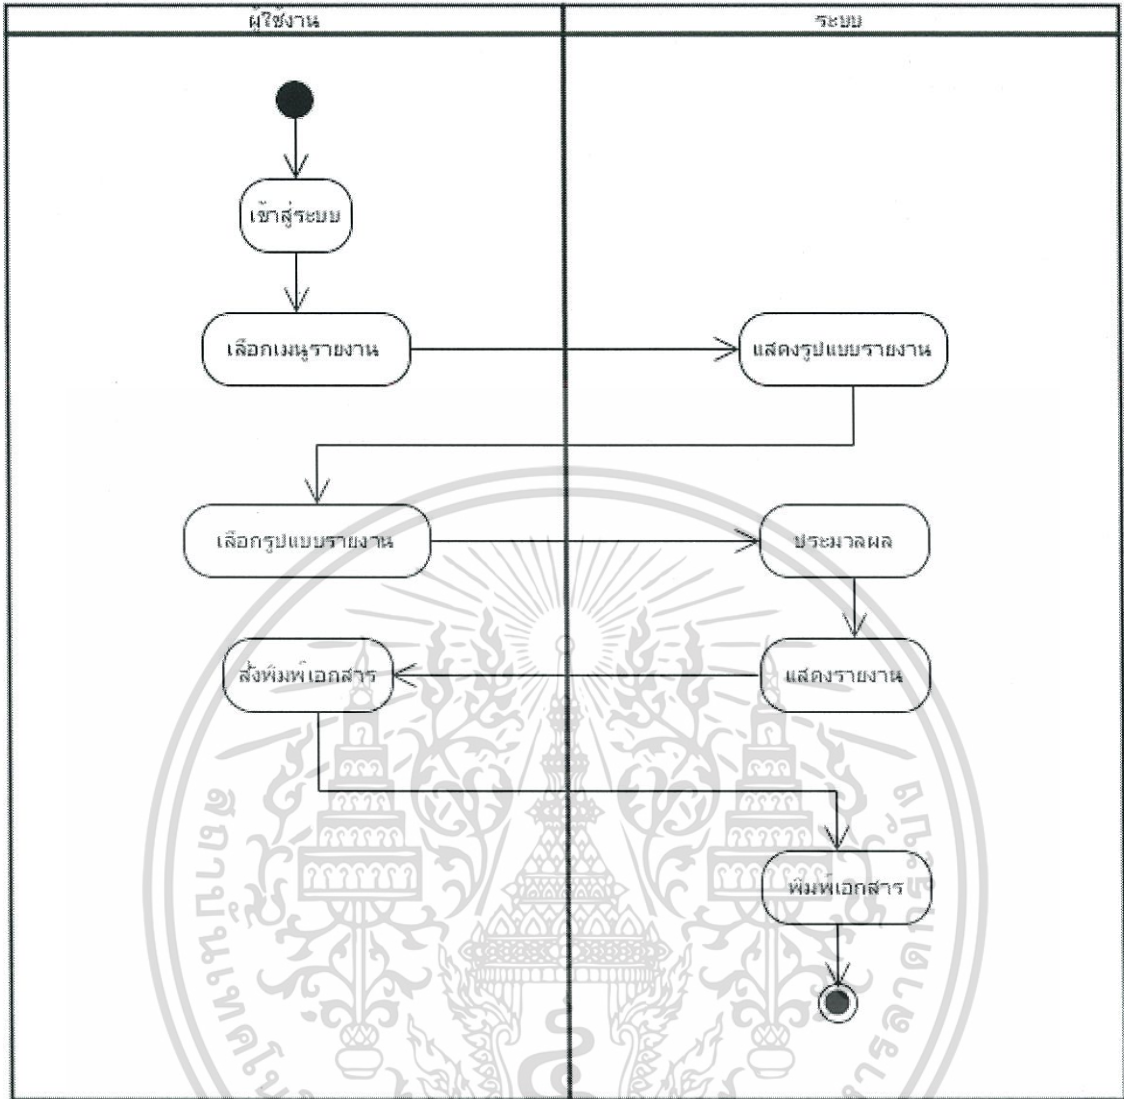 ผู้ใช้งาน
ระบบ
เข้าสู่ระบบ
เลือกเมนูรายงาน
แสดงรูปแบบรายงาน
เลือกรูปแบบรายงาน
ประมวลผล
สั่งพิมพ์เอกสาร
แสดงรายงาน
พิมพ์เอกสาร